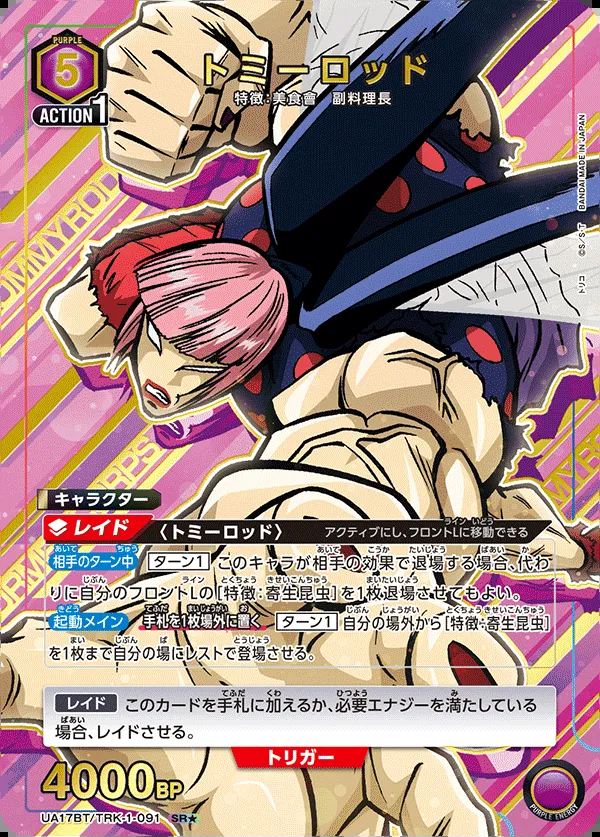 PURPLE
5
トミーロッド
ACTION 1
特徴:美食會 副料理長
BANDAI MADE IN JAPAN
トリコ ©S/S・T
TOMMYROD
キャラクター
レイド 〈トミーロッド〉 アクティブにし、フロントLに移動できる
相手のターン中 ターン1 このキャラが相手の効果で退場する場合、代わ
りに自分のフロントLの[特徴:寄生昆虫]を1枚退場させてもよい。
起動メイン 手札を1枚場外に置く ターン1 自分の場外から[特徴:寄生昆虫]
を1枚まで自分の場にレストで登場させる。
レイド このカードを手札に加えるか、必要エナジーを満たしている
場合、レイドさせる。
トリガー
4000BP
UA17BT/TRK-1-091 SR★
PURPLE ENERGY